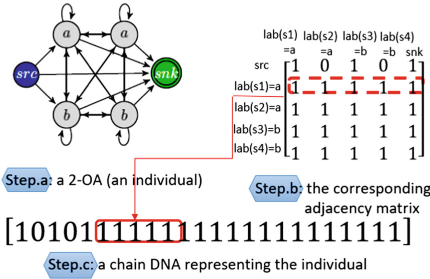 lab(s1) lab(s2) lab(s3) lab(s4)
=a =a =b =b snk
src 1 0 1 0 1
lab(s1)=a 1 1 1 1 1
lab(s2)=a 1 1 1 1 1
lab(s3)=b 1 1 1 1 1
lab(s4)=b 1 1 1 1 1
a a
src snk
b b
Step.a: a 2-OA (an individual)
Step.b: the corresponding
adjacency matrix
[1010111111111111111111111]
Step.c: a chain DNA representing the individual